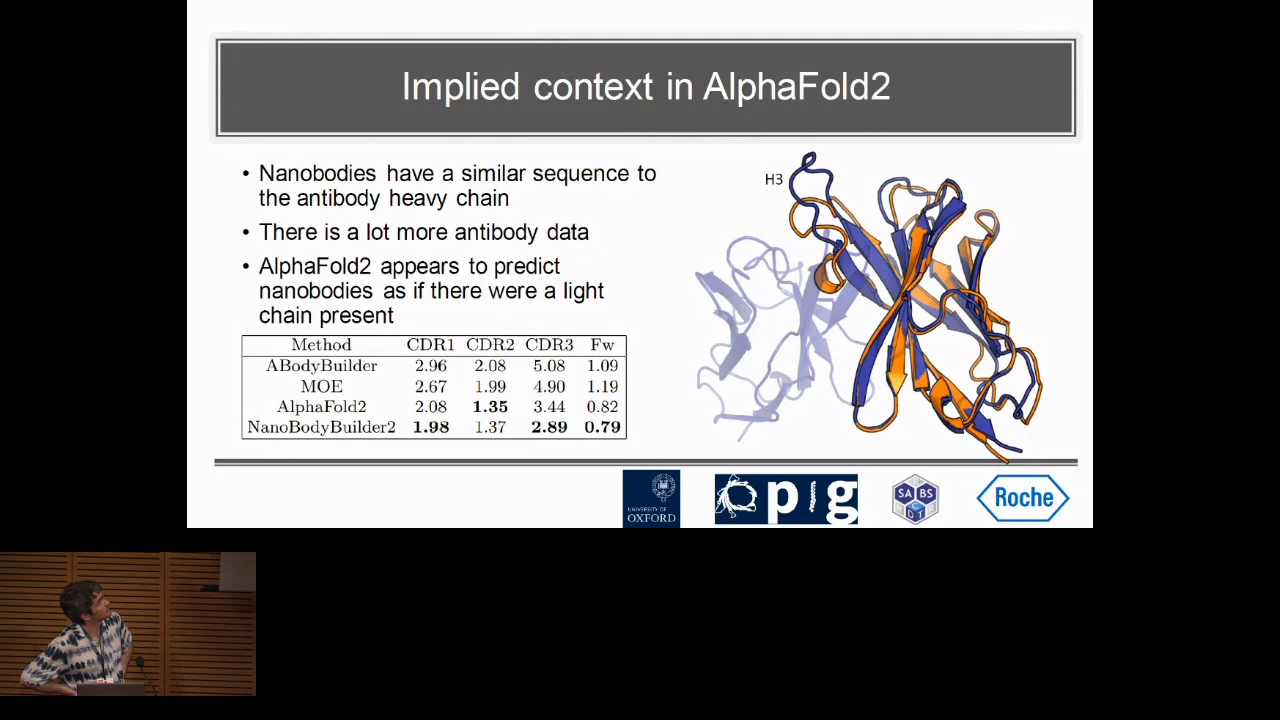 Implied context in AlphaFold2
• Nanobodies have a similar sequence to
the antibody heavy chain
• There is a lot more antibody data
• AlphaFold2 appears to predict
nanobodies as if there were a light
chain present
Method CDR1 CDR2 CDR3 Fw
ABodyBuilder 2.96 2.08 5.08 1.09
MOE 2.67 1.99 4.90 1.19
AlphaFold2 2.08 1.35 3.44 0.82
NanoBodyBuilder2 1.98 1.37 2.89 0.79
H3
UNIVERSITY OF
OXFORD
opig
SABS
C
DT
Roche